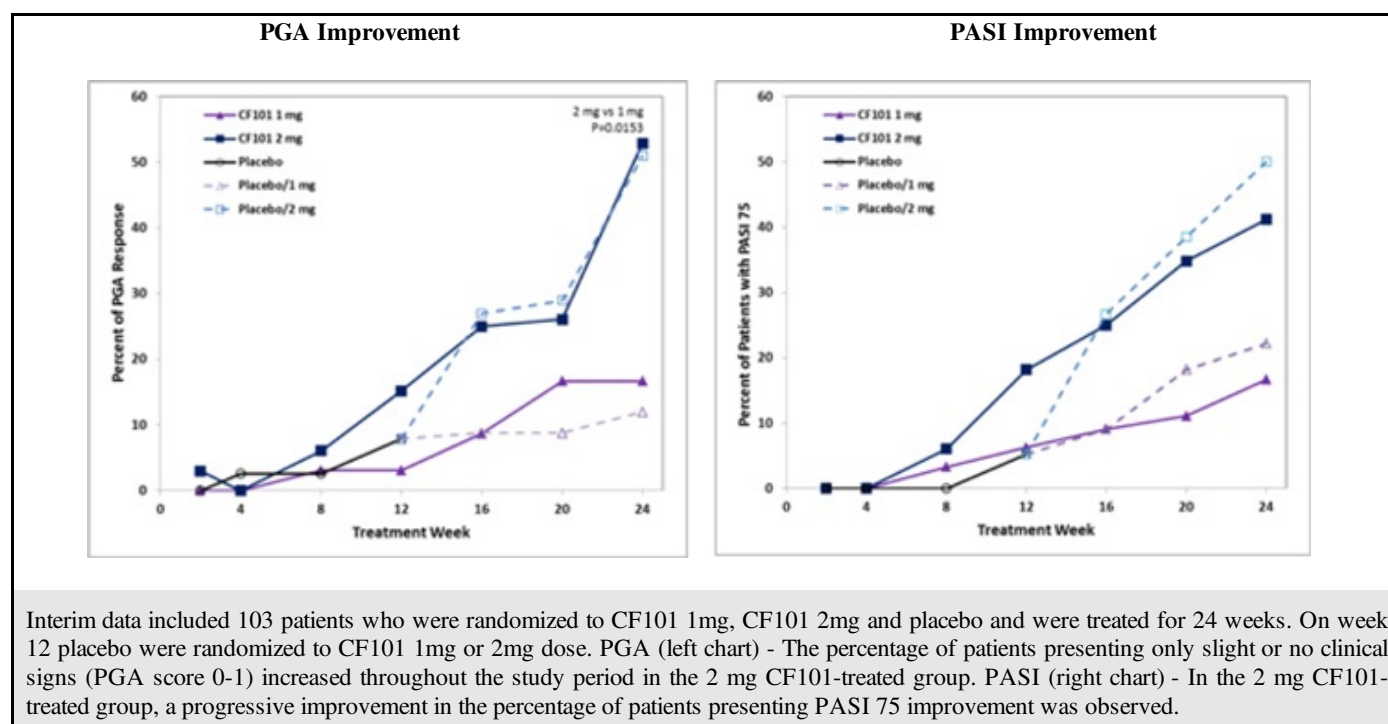 PGA Improvement
PASI Improvement
60
50
40
30
20
10
0
Percent of PGA Response
CF101 1 mg
CF101 2 mg
Placebo
Placebo/1 mg
Placebo/2 mg
2 mg vs 1 mg
P=0.0153
0 4 8 12 16 20 24
Treatment Week
60
50
40
30
20
10
0
Percent of Patients with PASI 75
CF101 1 mg
CF101 2 mg
Placebo
Placebo/1 mg
Placebo/2 mg
0 4 8 12 16 20 24
Treatment Week
Interim data included 103 patients who were randomized to CF101 1mg, CF101 2mg and placebo and were treated for 24 weeks. On week
12 placebo were randomized to CF101 1mg or 2mg dose. PGA (left chart) - The percentage of patients presenting only slight or no clinical
signs (PGA score 0-1) increased throughout the study period in the 2 mg CF101-treated group. PASI (right chart) - In the 2 mg CF101-
treated group, a progressive improvement in the percentage of patients presenting PASI 75 improvement was observed.